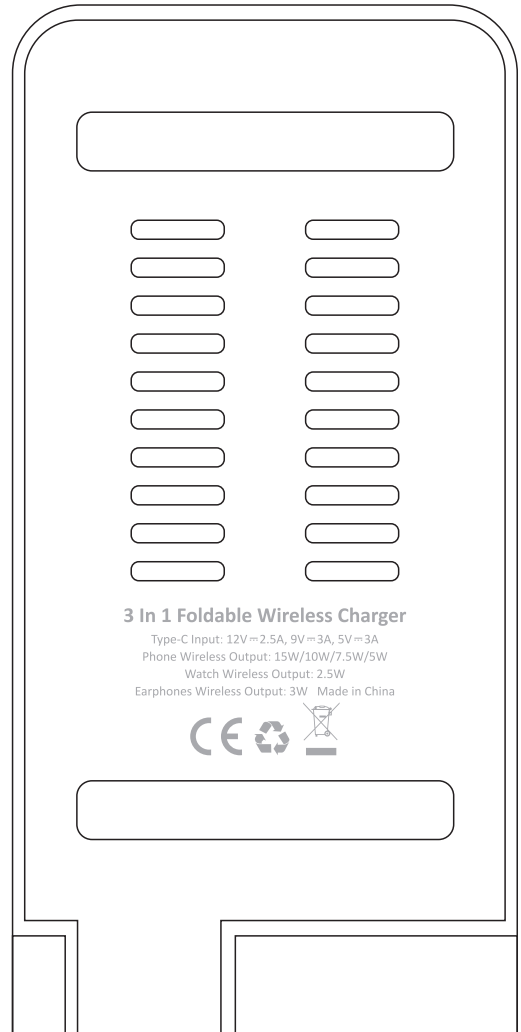 3 In 1 Foldable Wireless Charger
Type-C Input: 12V⎓2.5A, 9V⎓3A, 5V⎓3A
Phone Wireless Output: 15W/10W/7.5W/5W
Watch Wireless Output: 2.5W
Earphones Wireless Output: 3W Made in China
CE